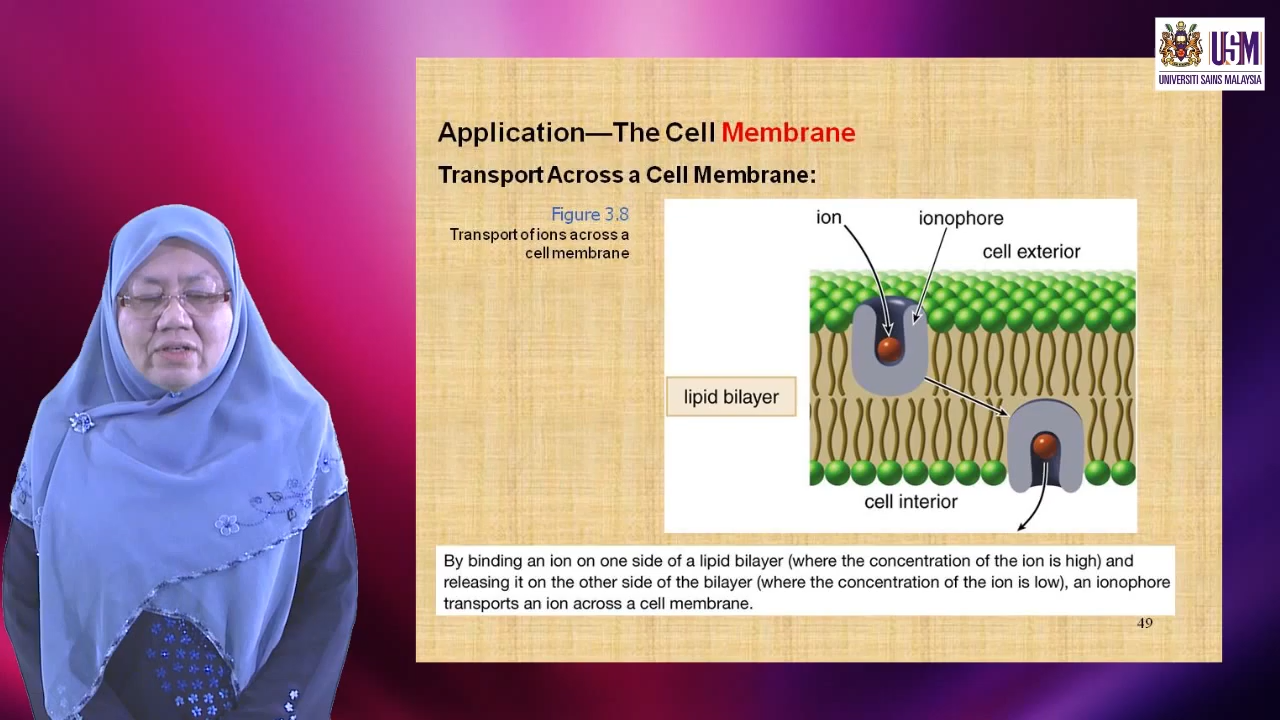 USM
UNIVERSITI SAINS MALAYSIA
Application—The Cell Membrane
Transport Across a Cell Membrane:
Figure 3.8
Transport of ions across a
cell membrane
ion
ionophore
cell exterior
lipid bilayer
cell interior
By binding an ion on one side of a lipid bilayer (where the concentration of the ion is high) and
releasing it on the other side of the bilayer (where the concentration of the ion is low), an ionophore
transports an ion across a cell membrane.
49